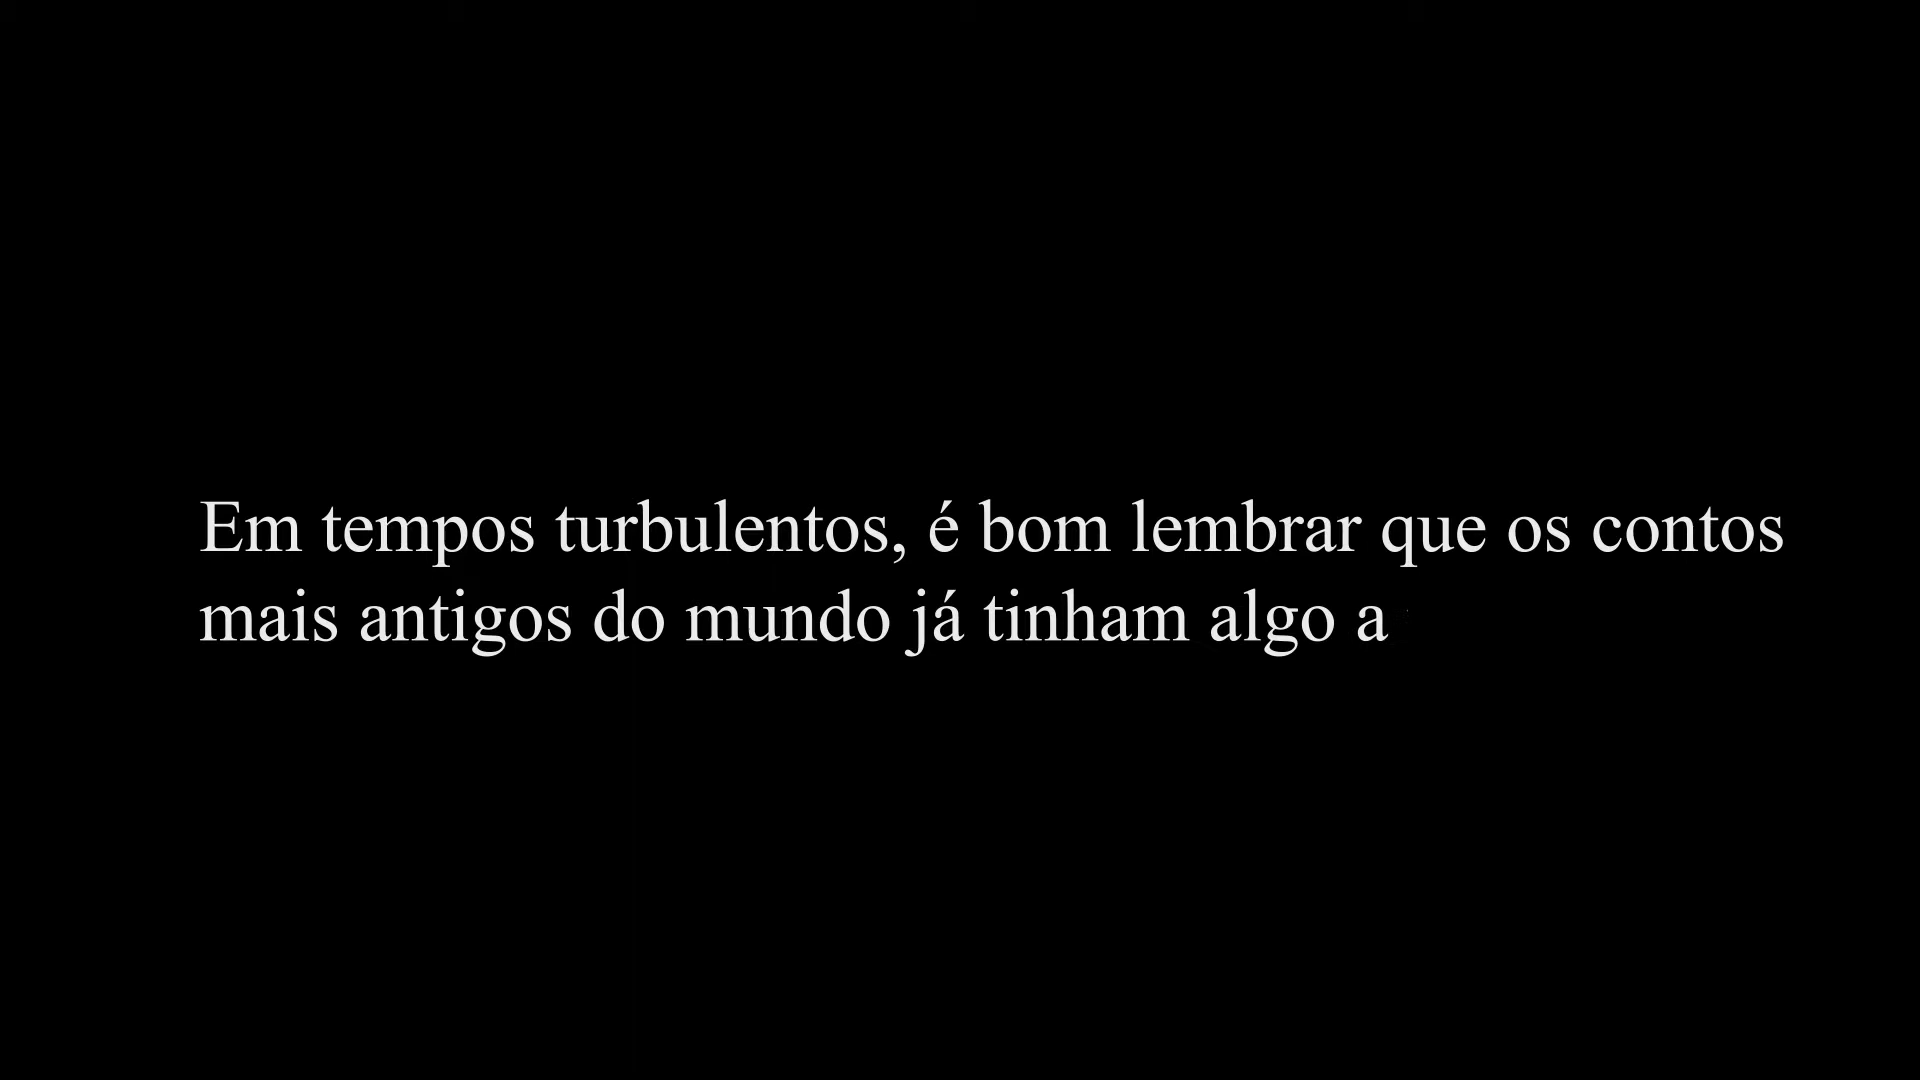 Em tempos turbulentos, é bom lembrar que os contos
mais antigos do mundo já tinham algo a